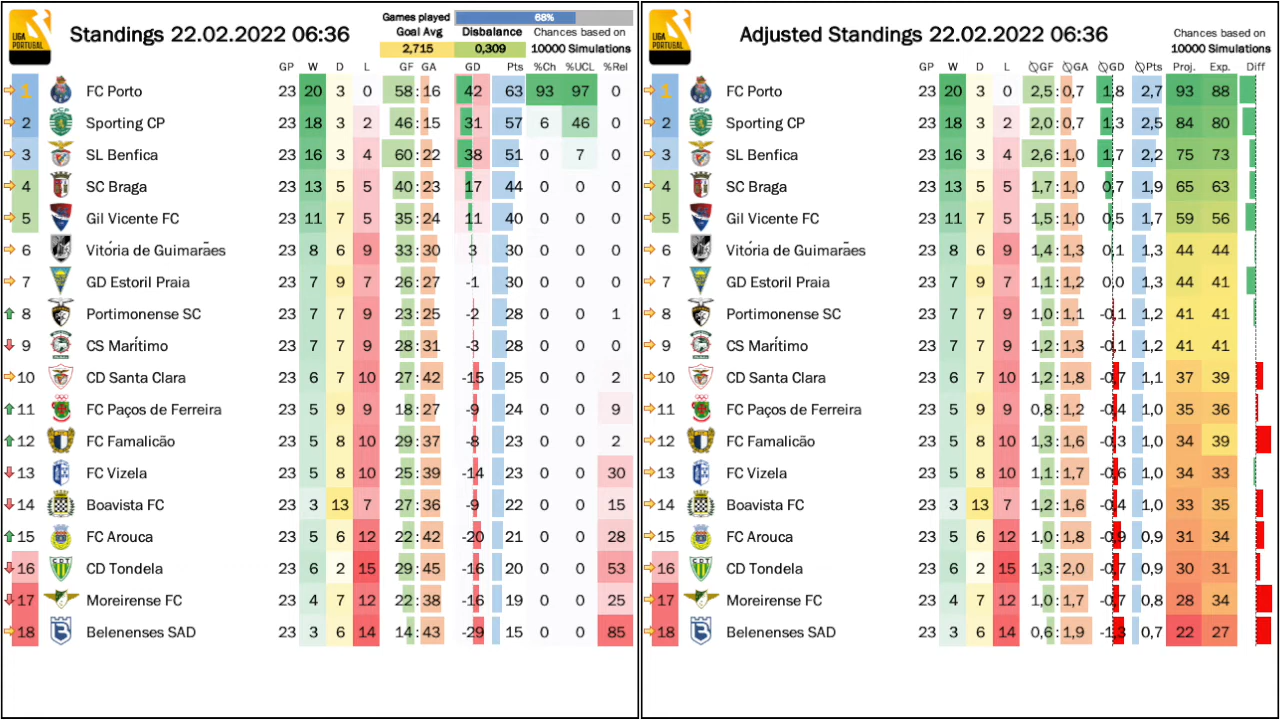 Games played 68%
LIGA PORTUGAL Standings 22.02.2022 06:36 Goal Avg Disbalance Chances based on
2,715 0,309 10000 Simulations
GP W D L GF GA GD Pts %Ch %UCL %Rel
1 FC Porto 23 20 3 0 58 : 16 42 63 93 97 0
2 Sporting CP 23 18 3 2 46 : 15 31 57 6 46 0
3 SL Benfica 23 16 3 4 60 : 22 38 51 0 7 0
4 SC Braga 23 13 5 5 40 : 23 17 44 0 0 0
5 Gil Vicente FC 23 11 7 5 35 : 24 11 40 0 0 0
6 Vitória de Guimarães 23 8 6 9 33 : 30 3 30 0 0 0
7 GD Estoril Praia 23 7 9 7 26 : 27 -1 30 0 0 0
8 Portimonense SC 23 7 7 9 23 : 25 -2 28 0 0 1
9 CS Marítimo 23 7 7 9 28 : 31 -3 28 0 0 0
10 CD Santa Clara 23 6 7 10 27 : 42 -15 25 0 0 2
11 FC Paços de Ferreira 23 5 9 9 18 : 27 -9 24 0 0 9
12 FC Famalicão 23 5 8 10 29 : 37 -8 23 0 0 2
13 FC Vizela 23 5 8 10 25 : 39 -14 23 0 0 30
14 Boavista FC 23 3 13 7 27 : 36 -9 22 0 0 15
15 FC Arouca 23 5 6 12 22 : 42 -20 21 0 0 28
16 CD Tondela 23 6 2 15 29 : 45 -16 20 0 0 53
17 Moreirense FC 23 4 7 12 22 : 38 -16 19 0 0 25
18 Belenenses SAD 23 3 6 14 14 : 43 -29 15 0 0 85
LIGA PORTUGAL Adjusted Standings 22.02.2022 06:36 Chances based on
10000 Simulations
GP W D L ∅GF ∅GA ∅GD ∅Pts Proj. Exp. Diff
1 FC Porto 23 20 3 0 2,5 : 0,7 1,8 2,7 93 88
2 Sporting CP 23 18 3 2 2,0 : 0,7 1,3 2,5 84 80
3 SL Benfica 23 16 3 4 2,6 : 1,0 1,7 2,2 75 73
4 SC Braga 23 13 5 5 1,7 : 1,0 0,7 1,9 65 63
5 Gil Vicente FC 23 11 7 5 1,5 : 1,0 0,5 1,7 59 56
6 Vitória de Guimarães 23 8 6 9 1,4 : 1,3 0,1 1,3 44 44
7 GD Estoril Praia 23 7 9 7 1,1 : 1,2 0,0 1,3 44 41
8 Portimonense SC 23 7 7 9 1,0 : 1,1 -0,1 1,2 41 41
9 CS Marítimo 23 7 7 9 1,2 : 1,3 -0,1 1,2 41 41
10 CD Santa Clara 23 6 7 10 1,2 : 1,8 -0,7 1,1 37 39
11 FC Paços de Ferreira 23 5 9 9 0,8 : 1,2 -0,4 1,0 35 36
12 FC Famalicão 23 5 8 10 1,3 : 1,6 -0,3 1,0 34 39
13 FC Vizela 23 5 8 10 1,1 : 1,7 -0,6 1,0 34 33
14 Boavista FC 23 3 13 7 1,2 : 1,6 -0,4 1,0 33 35
15 FC Arouca 23 5 6 12 1,0 : 1,8 -0,9 0,9 31 34
16 CD Tondela 23 6 2 15 1,3 : 2,0 -0,7 0,9 30 31
17 Moreirense FC 23 4 7 12 1,0 : 1,7 -0,7 0,8 28 34
18 Belenenses SAD 23 3 6 14 0,6 : 1,9 -1,3 0,7 22 27